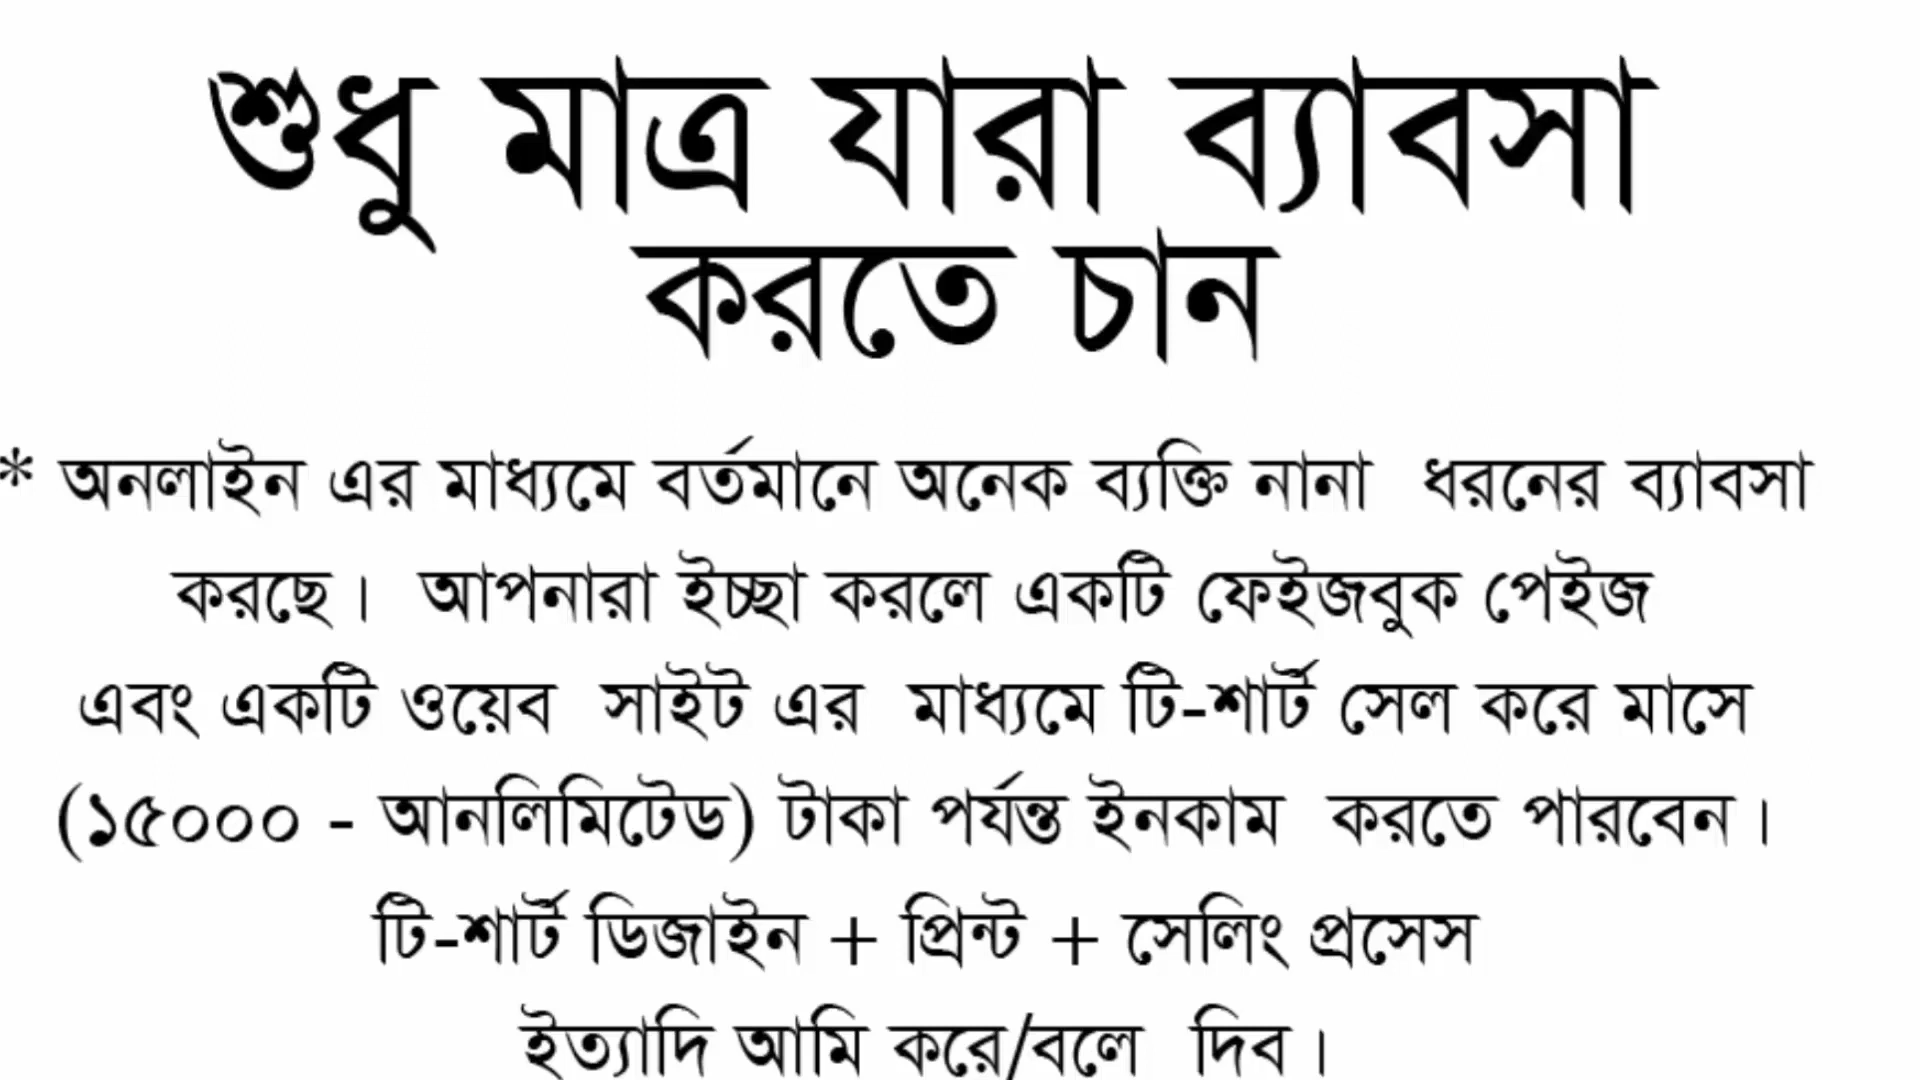 শুধু মাত্র যারা ব্যাবসা
করতে চান
* অনলাইন এর মাধ্যমে বর্তমানে অনেক ব্যক্তি নানা ধরনের ব্যাবসা
করছে। আপনারা ইচ্ছা করলে একটি ফেইজবুক পেইজ
এবং একটি ওয়েব সাইট এর মাধ্যমে টি-শার্ট সেল করে মাসে
(১৫০০০ - আনলিমিটেড) টাকা পর্যন্ত ইনকাম করতে পারবেন।
টি-শার্ট ডিজাইন + প্রিন্ট + সেলিং প্রসেস
ইত্যাদি আমি করে/বলে দিব।